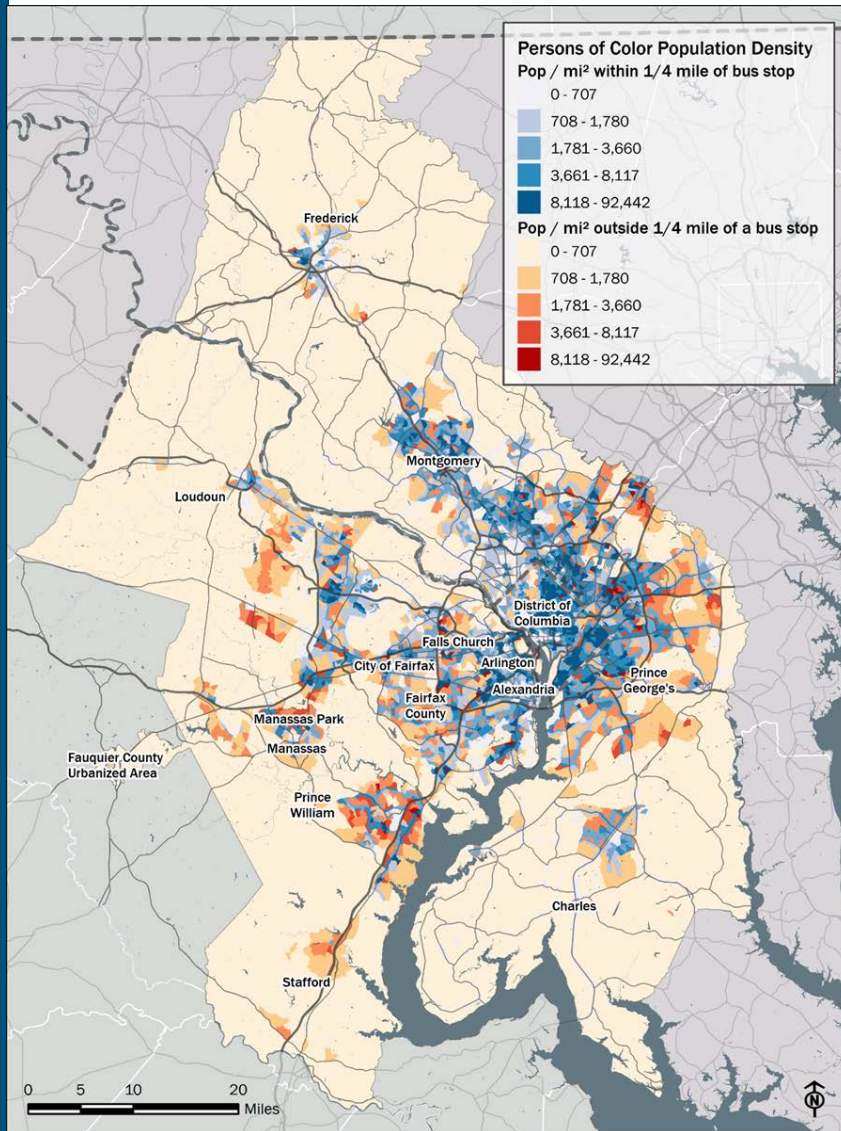 Persons of Color Population Density
Pop / mi² within 1/4 mile of bus stop
0 - 707
708 - 1,780
1,781 - 3,660
3,661 - 8,117
8,118 - 92,442
Pop / mi² outside 1/4 mile of a bus stop
0 - 707
708 - 1,780
1,781 - 3,660
3,661 - 8,117
8,118 - 92,442
Frederick
Montgomery
Loudoun
District of
Columbia
Falls Church
City of Fairfax
Arlington
Prince
George's
Alexandria
Fairfax
County
Manassas Park
Manassas
Fauquier County
Urbanized Area
Prince
William
Charles
Stafford
0 5 10 20
Miles
N